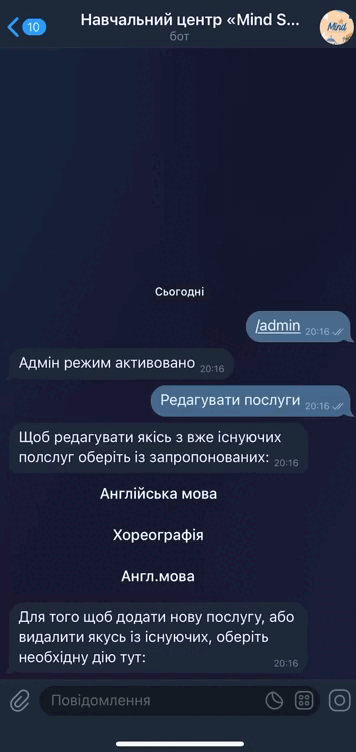 10
Навчальний центр «Mind S...
бот
Mind
Сьогодні
/admin 20:16
Адмін режим активовано 20:16
Редагувати послуги 20:16
Щоб редагувати якісь з вже існуючих
полслуг оберіть із запропонованих: 20:16
Англійська мова
Хореографія
Англ.мова
Для того щоб додати нову послугу, або
видалити якусь із існуючих, оберіть
необхідну дію тут: 20:16
Повідомлення